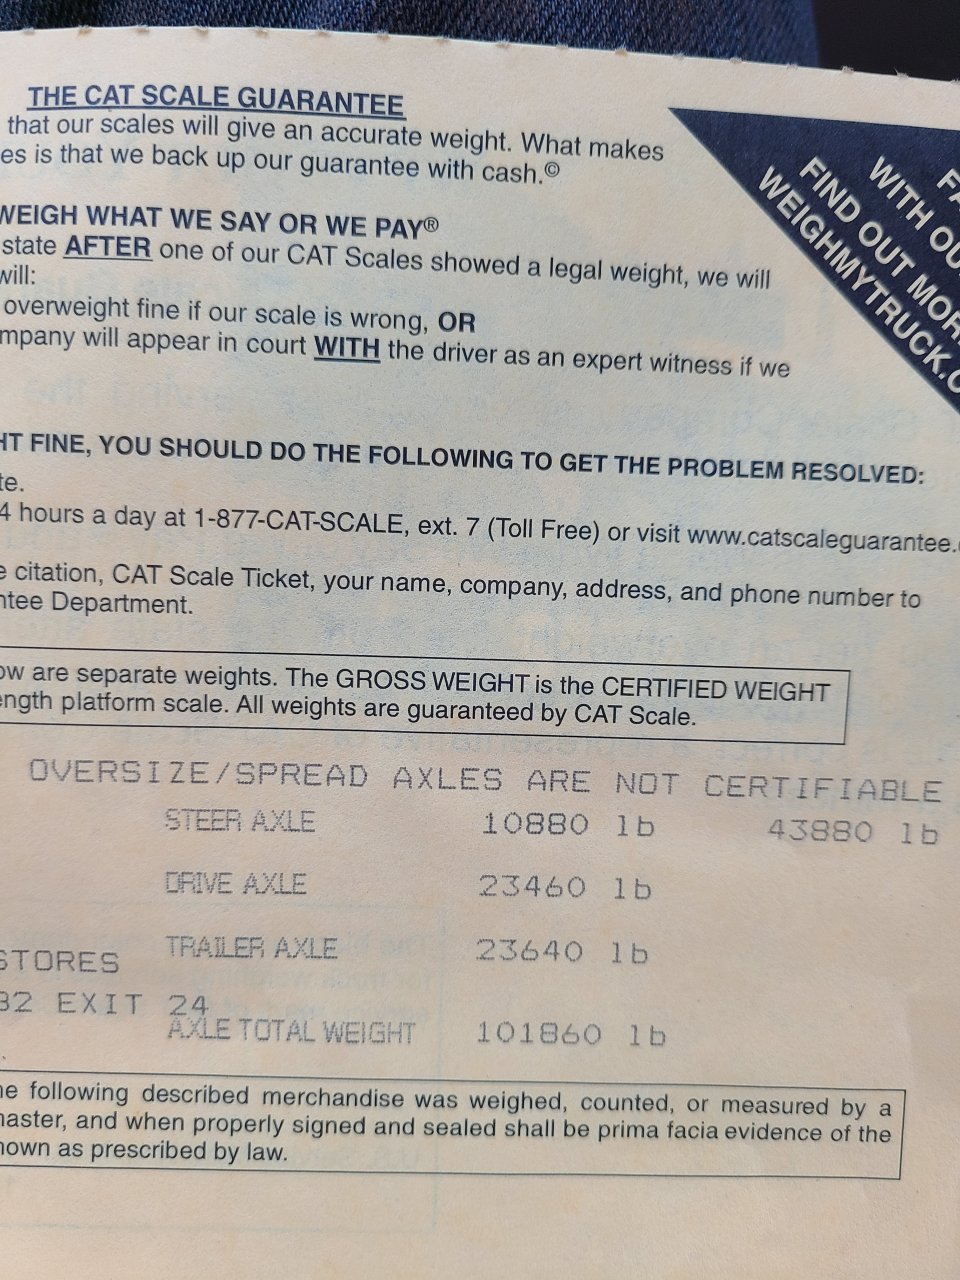 THE CAT SCALE GUARANTEE
that our scales will give an accurate weight. What makes
es is that we back up our guarantee with cash.©
WEIGH WHAT WE SAY OR WE PAY®
state AFTER one of our CAT Scales showed a legal weight, we will
will:
overweight fine if our scale is wrong, OR
mpany will appear in court WITH the driver as an expert witness if we
HT FINE, YOU SHOULD DO THE FOLLOWING TO GET THE PROBLEM RESOLVED:
te.
4 hours a day at 1-877-CAT-SCALE, ext. 7 (Toll Free) or visit www.catscaleguarantee.
e citation, CAT Scale Ticket, your name, company, address, and phone number to
ntee Department.
ow are separate weights. The GROSS WEIGHT is the CERTIFIED WEIGHT
ength platform scale. All weights are guaranteed by CAT Scale.
OVERSIZE/SPREAD AXLES ARE NOT CERTIFIABLE
STEER AXLE 10880 lb 43880 lb
DRIVE AXLE 23460 lb
TRAILER AXLE 23640 lb
STORES
82 EXIT 24
AXLE TOTAL WEIGHT 101860 lb
he following described merchandise was weighed, counted, or measured by a
master, and when properly signed and sealed shall be prima facia evidence of the
nown as prescribed by law.
FA
WITH OU
FIND OUT MOR
WEIGHMYTRUCK.C